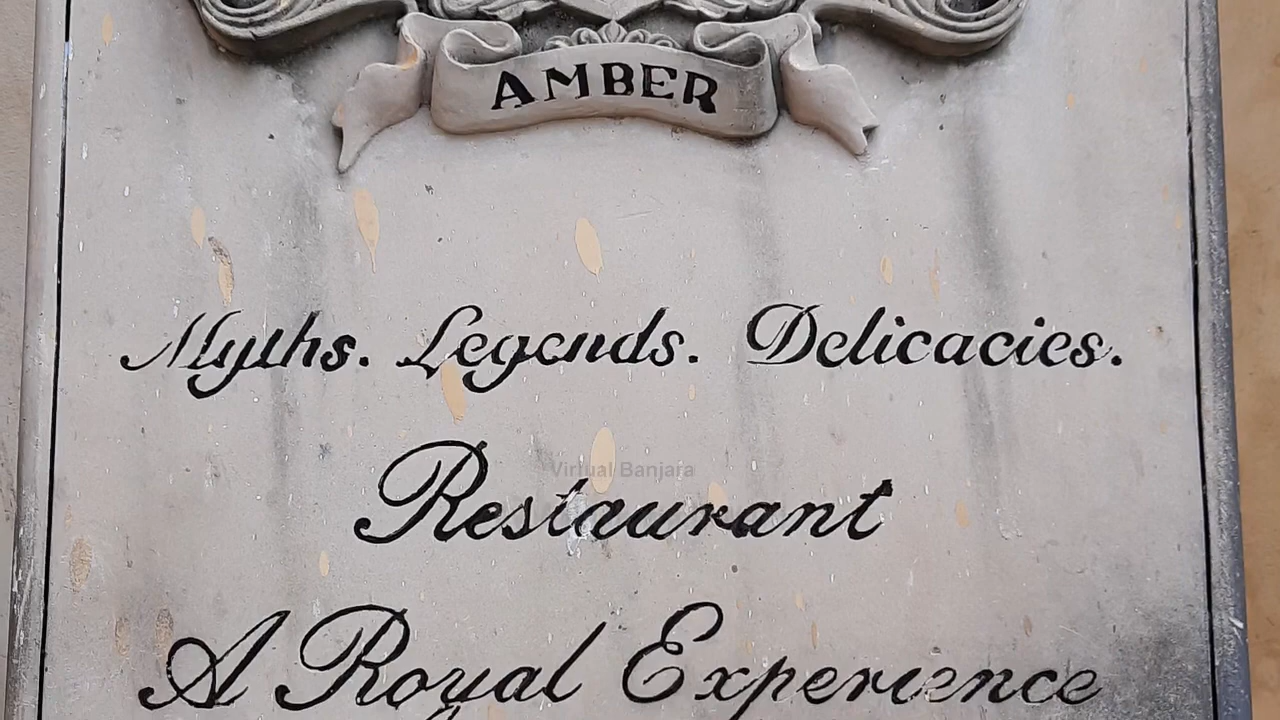 AMBER
Myths. Legends. Delicacies.
Virtual Banjara
Restaurant
A Royal Experience